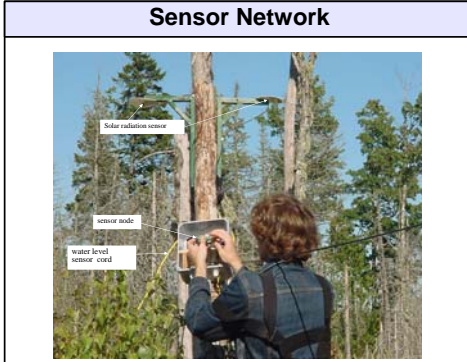 Sensor Network
Solar radiation sensor
sensor node
water level
sensor cord